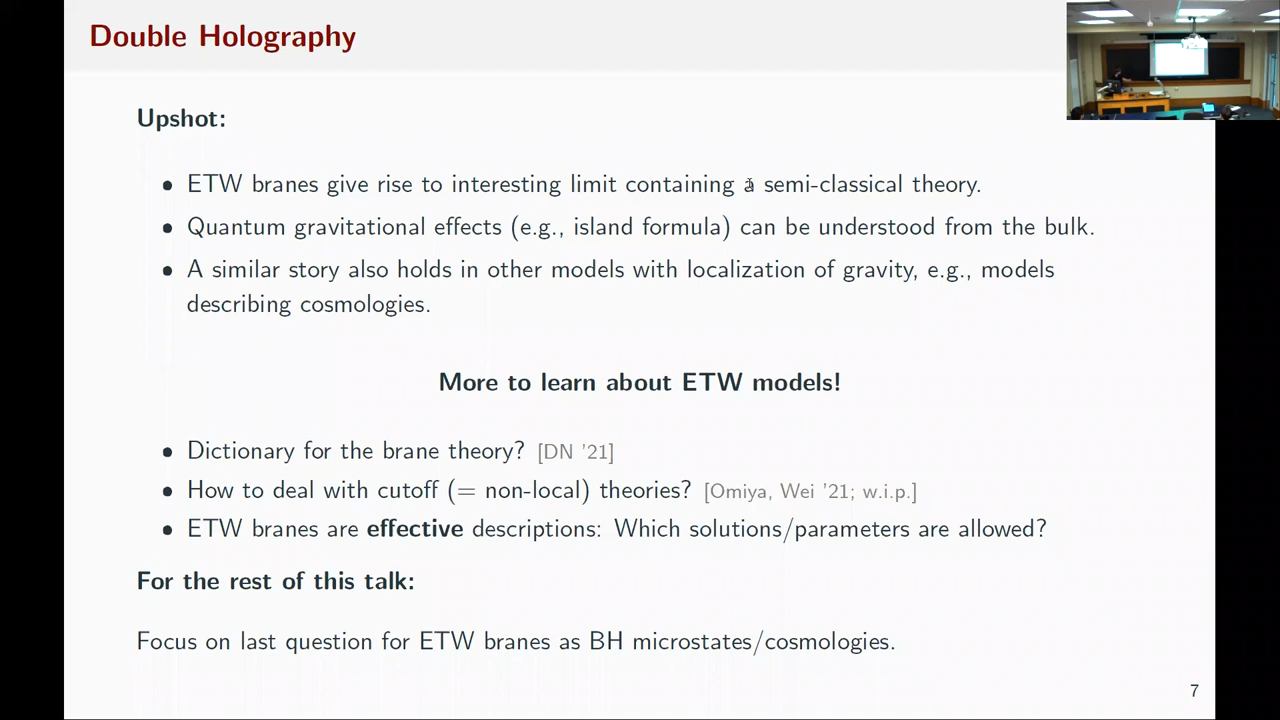 Double Holography
Upshot:
• ETW branes give rise to interesting limit containing a semi-classical theory.
• Quantum gravitational effects (e.g., island formula) can be understood from the bulk.
• A similar story also holds in other models with localization of gravity, e.g., models
describing cosmologies.
More to learn about ETW models!
• Dictionary for the brane theory? [DN '21]
• How to deal with cutoff (= non-local) theories? [Omiya, Wei '21; w.i.p.]
• ETW branes are effective descriptions: Which solutions/parameters are allowed?
For the rest of this talk:
Focus on last question for ETW branes as BH microstates/cosmologies.
7